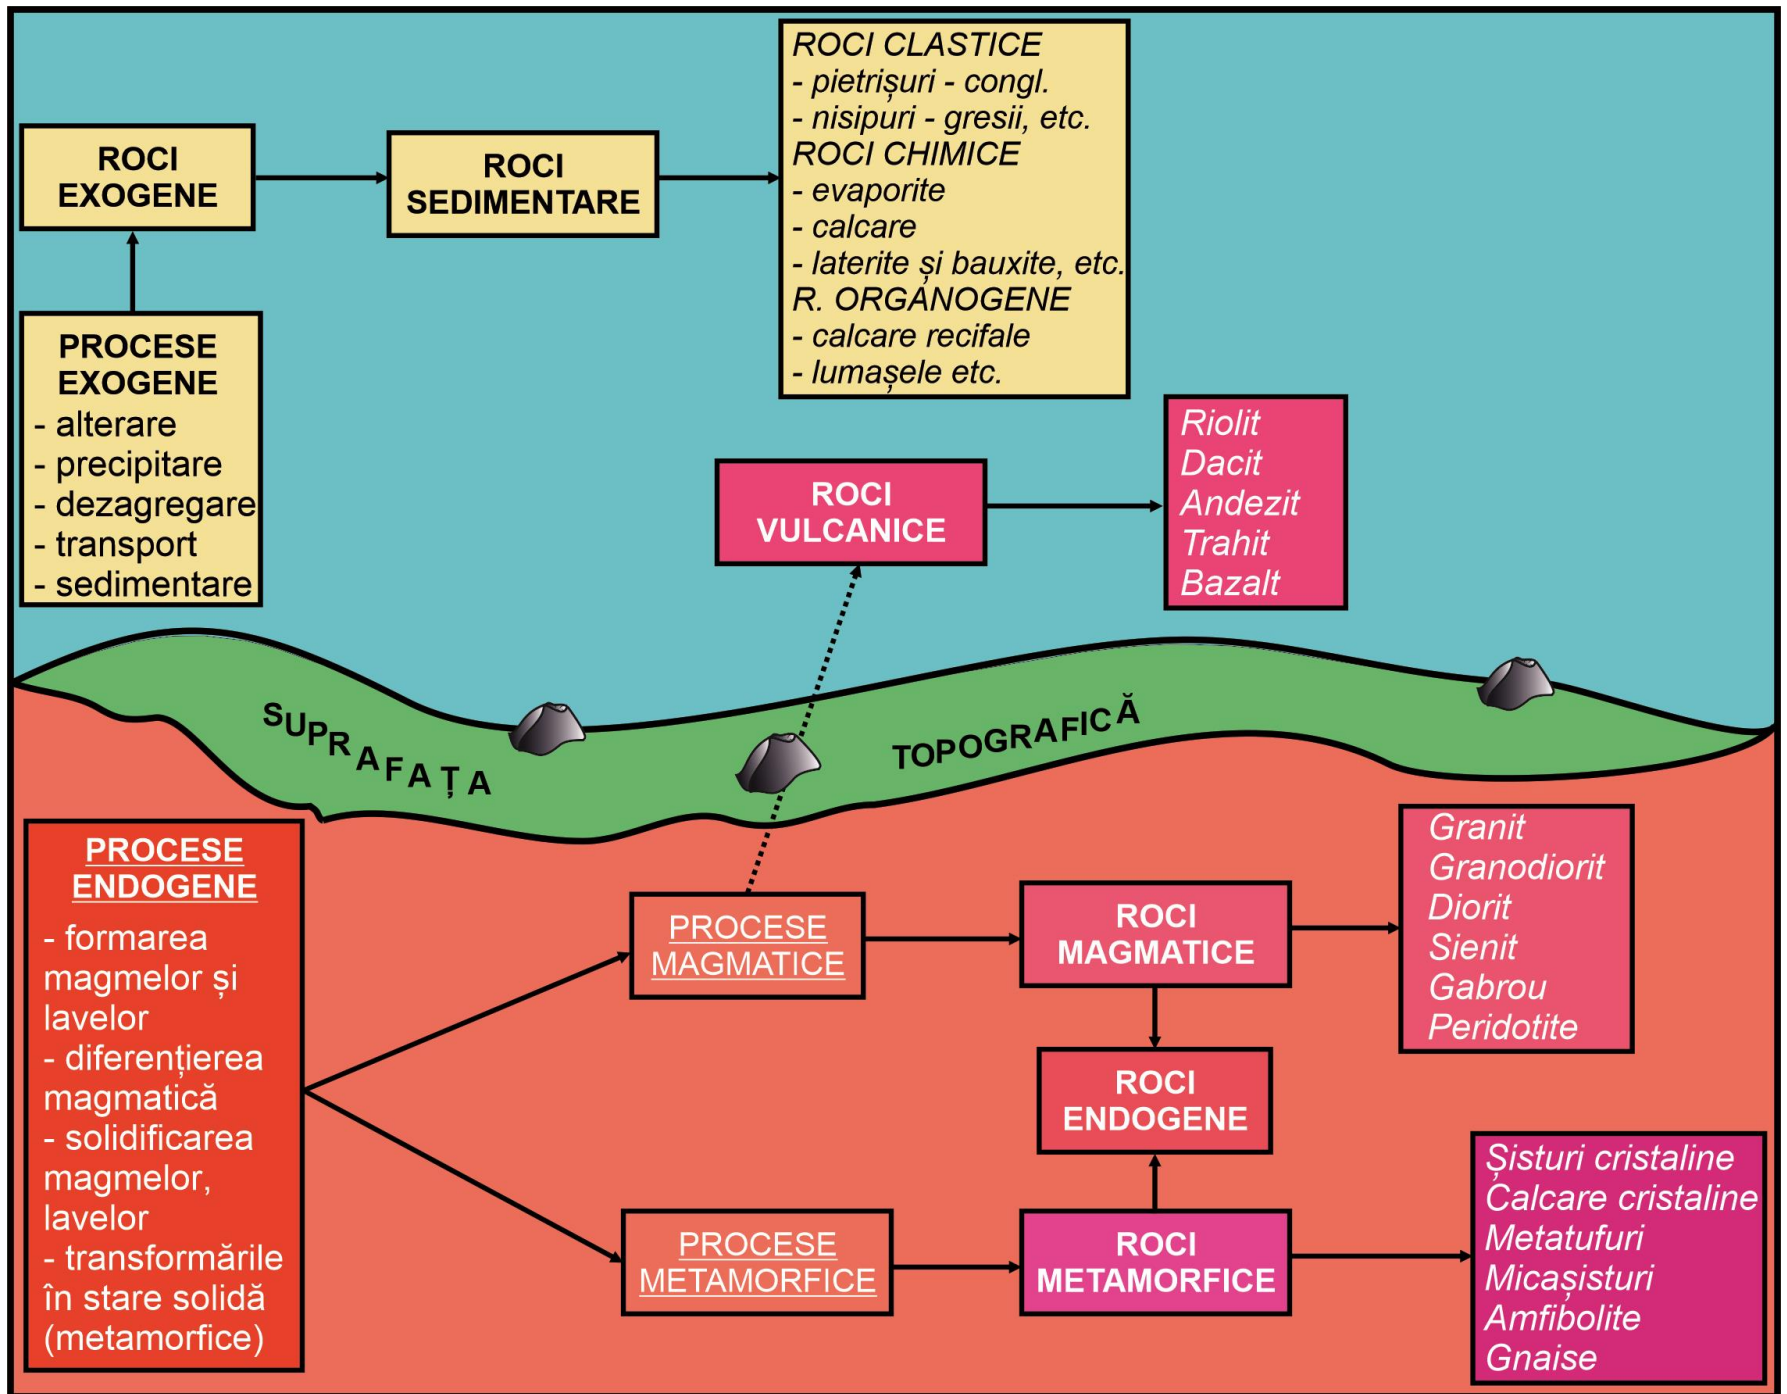 ROCI
EXOGENE
ROCI
SEDIMENTARE
ROCI CLASTICE
- pietrișuri - congl.
- nisipuri - gresii, etc.
ROCI CHIMICE
- evaporite
- calcare
- laterite și bauxite, etc.
R. ORGANOGENE
- calcare recifale
- lumașele etc.
PROCESE
EXOGENE
- alterare
- precipitare
- dezagregare
- transport
- sedimentare
ROCI
VULCANICE
Riolit
Dacit
Andezit
Trahit
Bazalt
SUPRAFAȚA TOPOGRAFICĂ
PROCESE
ENDOGENE
- formarea
magmelor și
lavelor
- diferențierea
magmatică
- solidificarea
magmelor,
lavelor
- transformările
în stare solidă
(metamorfice)
PROCESE
MAGMATICE
ROCI
MAGMATICE
Granit
Granodiorit
Diorit
Sienit
Gabrou
Peridotite
ROCI
ENDOGENE
PROCESE
METAMORFICE
ROCI
METAMORFICE
Șisturi cristaline
Calcare cristaline
Metatufuri
Micașisturi
Amfibolite
Gnaise